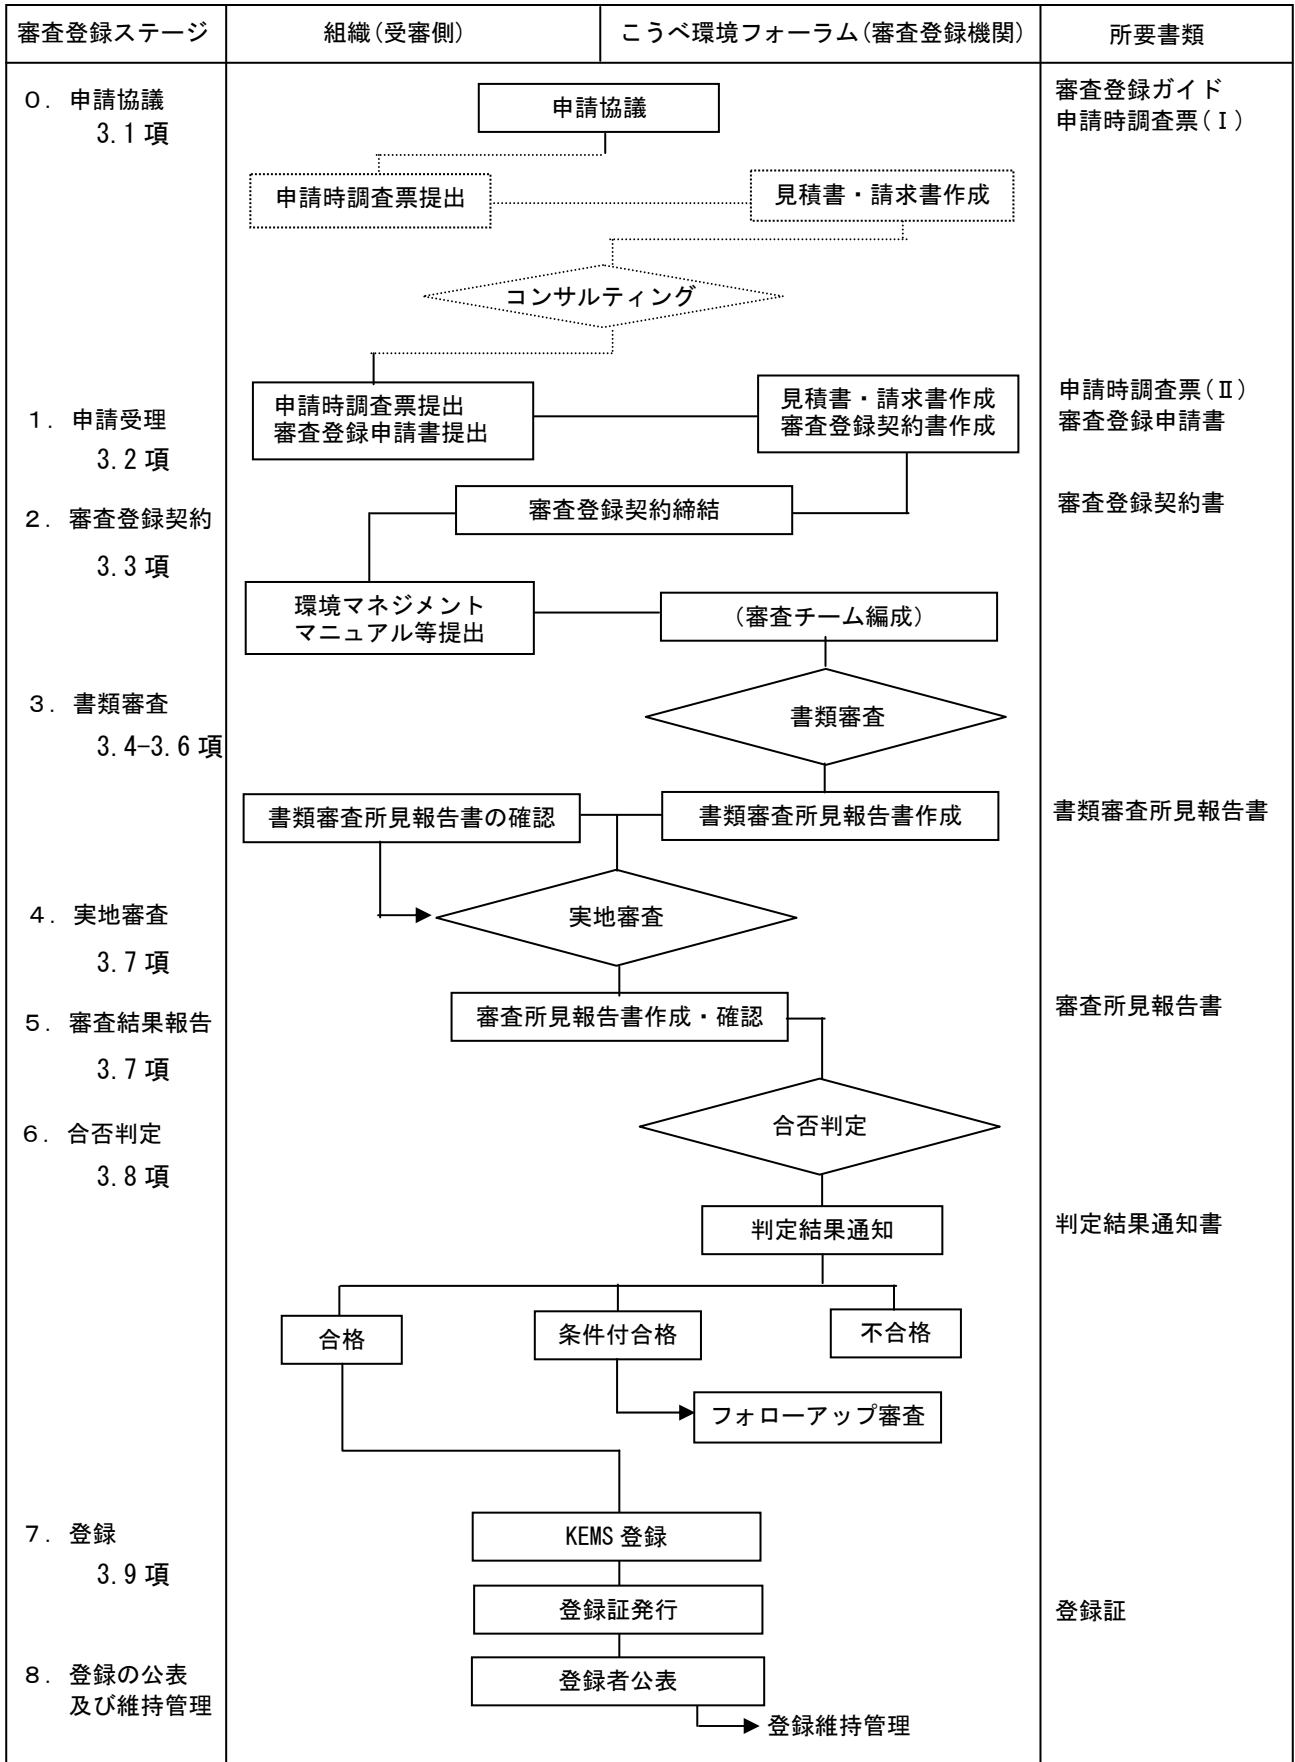 審査登録ステージ
組織(受審側)
こうべ環境フォーラム(審査登録機関)
所要書類
０．申請協議
3.1項
申請協議
審査登録ガイド
申請時調査票(Ⅰ)
申請時調査票提出
見積書・請求書作成
コンサルティング
１．申請受理
3.2項
申請時調査票提出
審査登録申請書提出
見積書・請求書作成
審査登録契約書作成
申請時調査票(Ⅱ)
審査登録申請書
２．審査登録契約
3.3項
審査登録契約締結
審査登録契約書
環境マネジメント
マニュアル等提出
(審査チーム編成)
３．書類審査
3.4-3.6項
書類審査
書類審査所見報告書の確認
書類審査所見報告書作成
書類審査所見報告書
４．実地審査
3.7項
実地審査
５．審査結果報告
3.7項
審査所見報告書作成・確認
審査所見報告書
６．合否判定
3.8項
合否判定
判定結果通知
判定結果通知書
合格
条件付合格
不合格
フォローアップ審査
７．登録
3.9項
KEMS登録
登録証発行
登録証
８．登録の公表
及び維持管理
登録者公表
登録維持管理